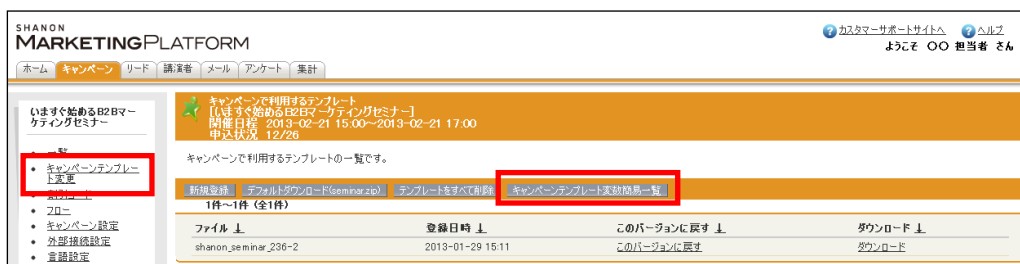 SHANON
MARKETINGPLATFORM
カスタマーサポートサイトへ ヘルプ
ようこそ 〇〇 担当者 さん
ホーム キャンペーン リード 講演者 メール アンケート 集計
いますぐ始めるB2Bマーケティングセミナー
キャンペーンで利用するテンプレート
[いますぐ始めるB2Bマーケティングセミナー]
開催日程 2013-02-21 15:00～2013-02-21 17:00
申込状況 12/26
一覧
キャンペーンテンプレート変更
フロー
キャンペーン設定
外部接続設定
言語設定
キャンペーンで利用するテンプレートの一覧です。
新規登録 デフォルトダウンロード(seminar.zip) テンプレートをすべて削除 キャンペーンテンプレート変数簡易一覧
1件～1件 (全1件)
ファイル ↓ 登録日時 ↓ このバージョンに戻す ↓ ダウンロード ↓
shanon_seminar_236-2 2013-01-29 15:11 このバージョンに戻す ダウンロード